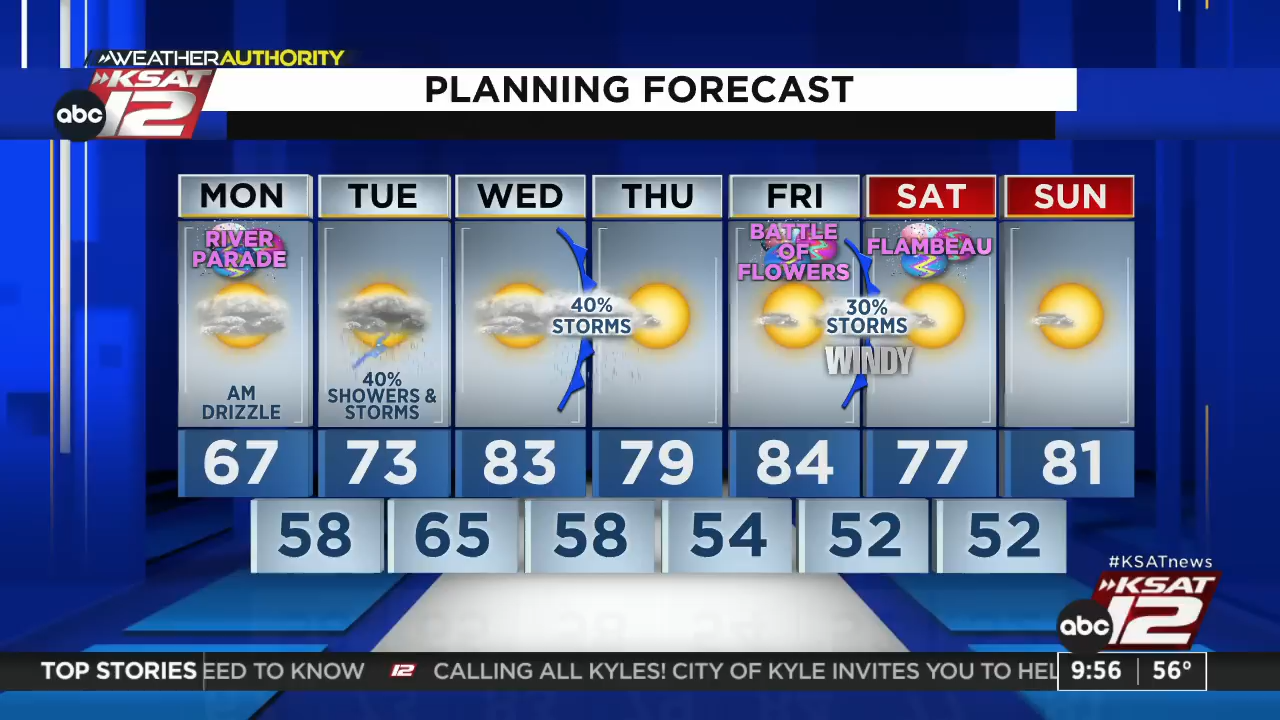 »WEATHERAUTHORITY
»KSAT
abc 12
PLANNING FORECAST
MON TUE WED THU FRI SAT SUN
RIVER
PARADE
BATTLE
OF
FLOWERS
FLAMBEAU
40%
STORMS
30%
STORMS
WINDY
AM
DRIZZLE
40%
SHOWERS &
STORMS
67 73 83 79 84 77 81
58 65 58 54 52 52
#KSATnews
»KSAT
abc 12
TOP STORIES EED TO KNOW 12 CALLING ALL KYLES! CITY OF KYLE INVITES YOU TO HEL 9:56 56°